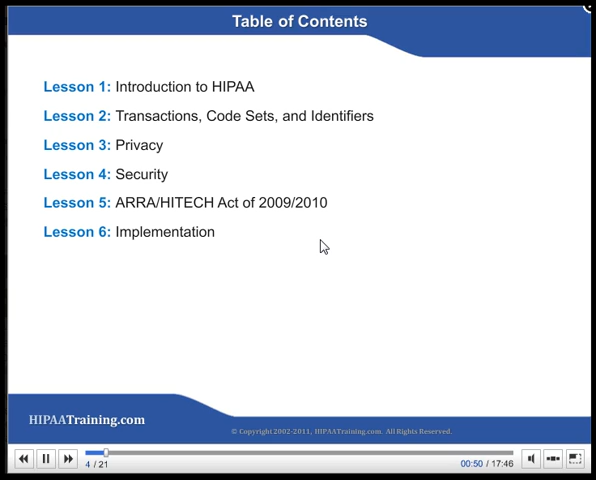 Table of Contents
Lesson 1: Introduction to HIPAA
Lesson 2: Transactions, Code Sets, and Identifiers
Lesson 3: Privacy
Lesson 4: Security
Lesson 5: ARRA/HITECH Act of 2009/2010
Lesson 6: Implementation
HIPAATraining.com
© Copyright 2002-2011, HIPAATraining.com. All Rights Reserved.
4 / 21
00:50 / 17:46